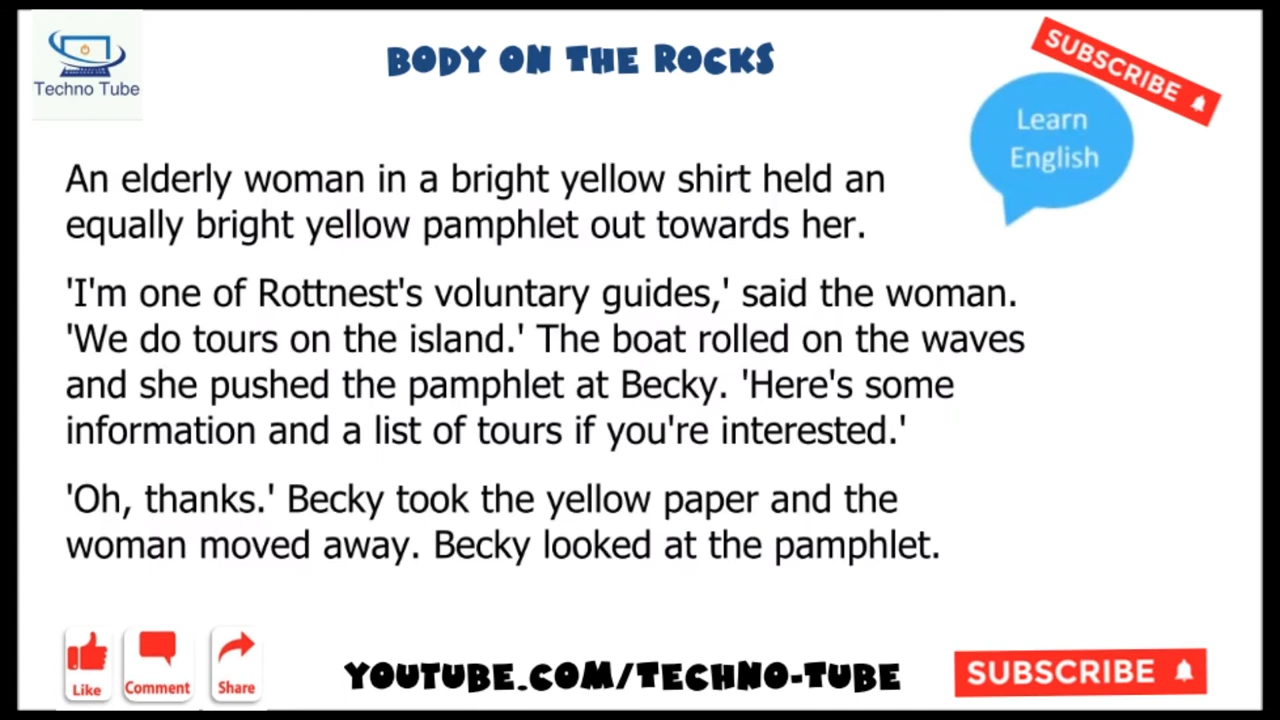 Techno Tube
BODY ON THE ROCKS
SUBSCRIBE
Learn
English
An elderly woman in a bright yellow shirt held an
equally bright yellow pamphlet out towards her.
'I'm one of Rottnest's voluntary guides,' said the woman.
'We do tours on the island.' The boat rolled on the waves
and she pushed the pamphlet at Becky. 'Here's some
information and a list of tours if you're interested.'
'Oh, thanks.' Becky took the yellow paper and the
woman moved away. Becky looked at the pamphlet.
Like
Comment
Share
YOUTUBE.COM/TECHNO-TUBE
SUBSCRIBE